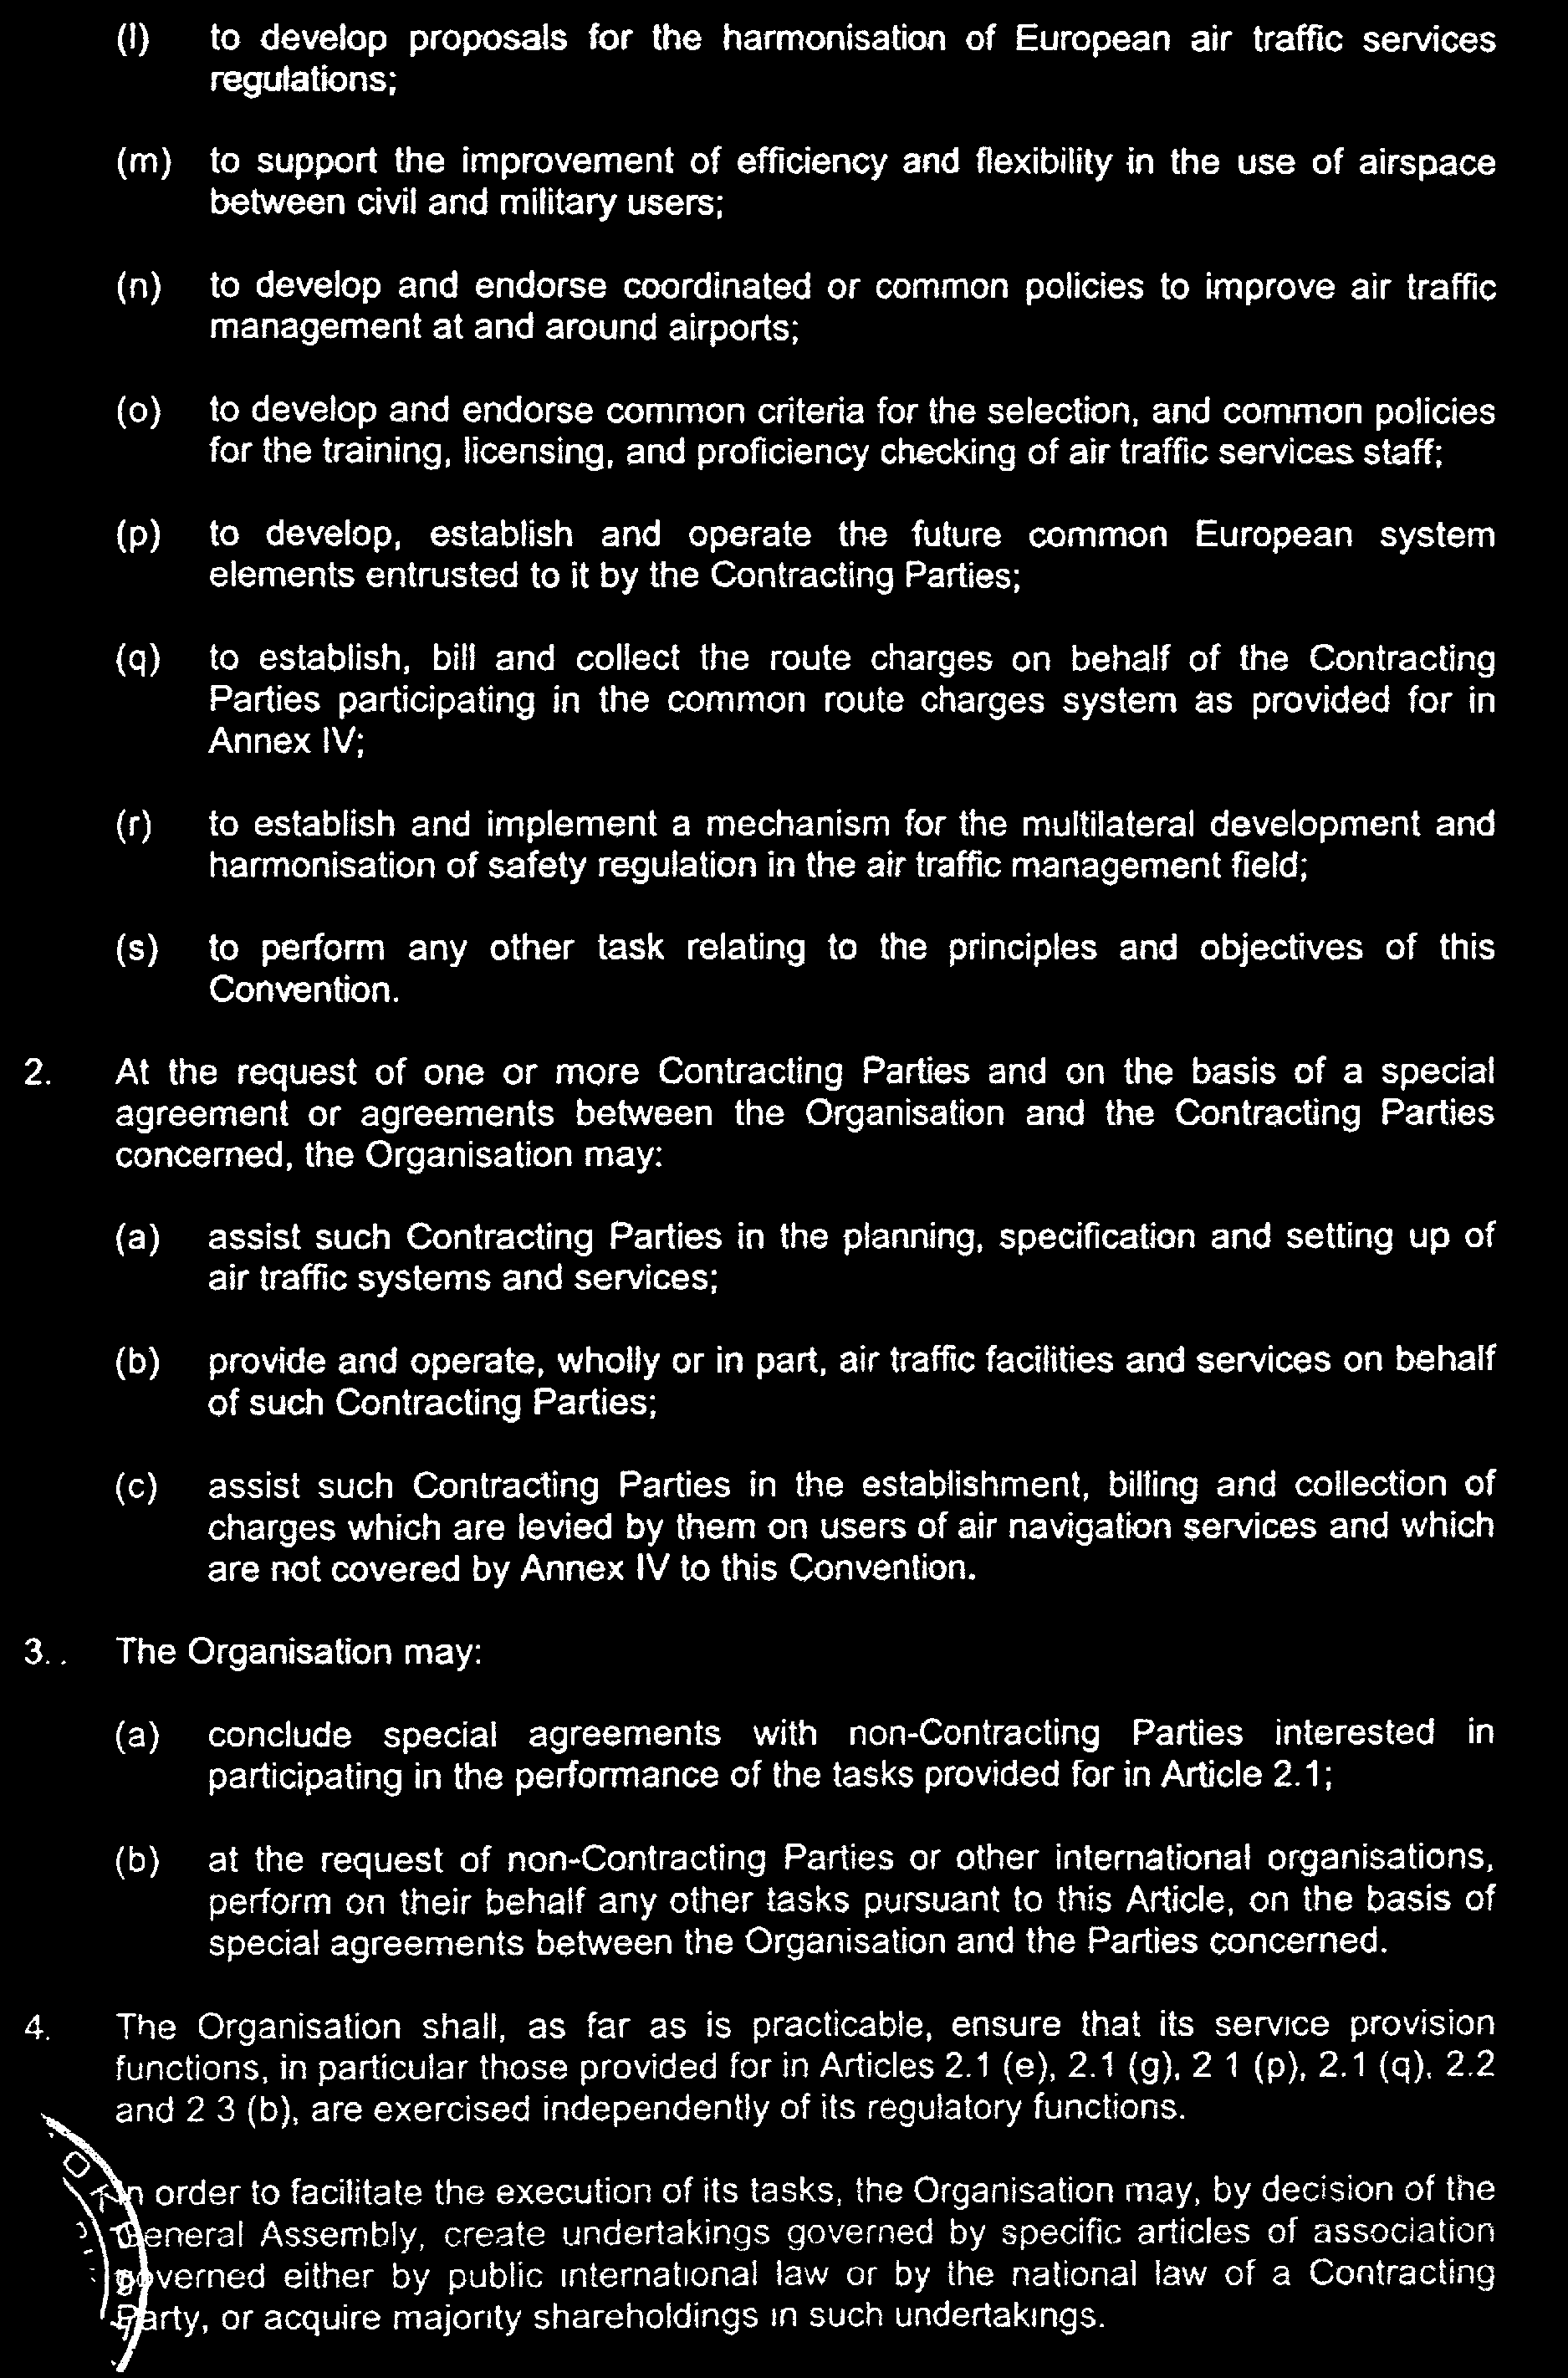 (l) to develop proposals for the harmonisation of European air traffic services
regulations;
(m) to support the improvement of efficiency and flexibility in the use of airspace
between civil and military users;
(n) to develop and endorse coordinated or common policies to improve air traffic
management at and around airports;
(o) to develop and endorse common criteria for the selection, and common policies
for the training, licensing, and proficiency checking of air traffic services staff;
(p) to develop, establish and operate the future common European system
elements entrusted to it by the Contracting Parties;
(q) to establish, bill and collect the route charges on behalf of the Contracting
Parties participating in the common route charges system as provided for in
Annex IV;
(r) to establish and implement a mechanism for the multilateral development and
harmonisation of safety regulation in the air traffic management field;
(s) to perform any other task relating to the principles and objectives of this
Convention.
2. At the request of one or more Contracting Parties and on the basis of a special
agreement or agreements between the Organisation and the Contracting Parties
concerned, the Organisation may:
(a) assist such Contracting Parties in the planning, specification and setting up of
air traffic systems and services;
(b) provide and operate, wholly or in part, air traffic facilities and services on behalf
of such Contracting Parties;
(c) assist such Contracting Parties in the establishment, billing and collection of
charges which are levied by them on users of air navigation services and which
are not covered by Annex IV to this Convention.
3. . The Organisation may:
(a) conclude special agreements with non-Contracting Parties interested in
participating in the performance of the tasks provided for in Article 2.1;
(b) at the request of non-Contracting Parties or other international organisations,
perform on their behalf any other tasks pursuant to this Article, on the basis of
special agreements between the Organisation and the Parties concerned.
4. The Organisation shall, as far as is practicable, ensure that its service provision
functions, in particular those provided for in Articles 2.1 (e), 2.1 (g), 2 1 (p), 2.1 (q), 2.2
and 2 3 (b), are exercised independently of its regulatory functions.
In order to facilitate the execution of its tasks, the Organisation may, by decision of the
General Assembly, create undertakings governed by specific articles of association
governed either by public international law or by the national law of a Contracting
Party, or acquire majority shareholdings in such undertakings.